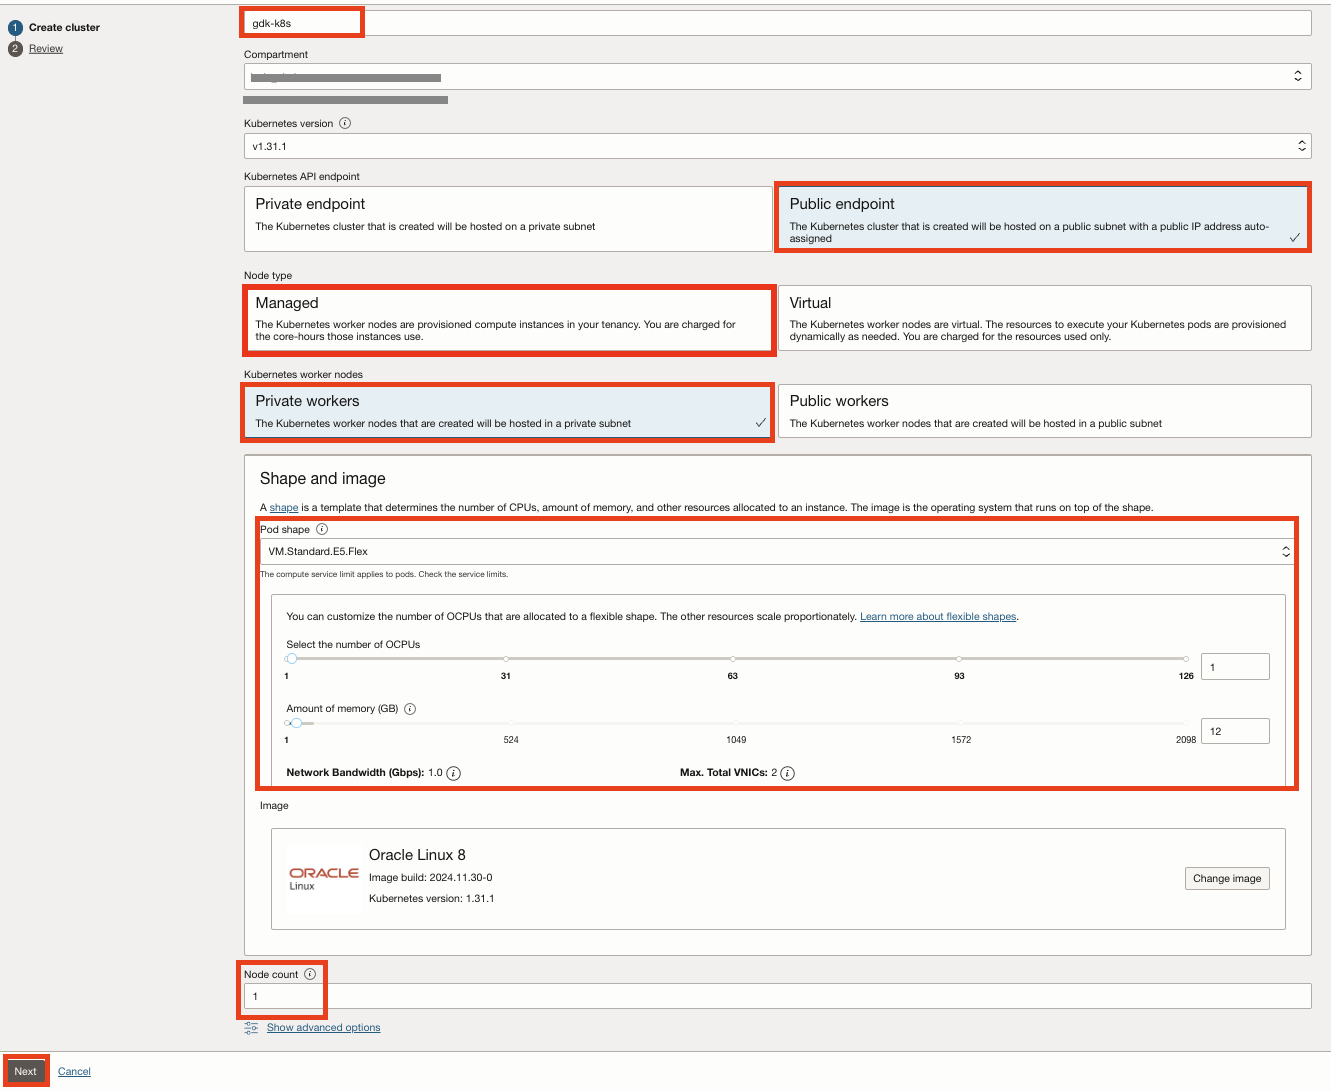 1 Create cluster
2 Review
gdk-k8s
Compartment
Kubernetes version
v1.31.1
Kubernetes API endpoint
Private endpoint
The Kubernetes cluster that is created will be hosted on a private subnet
Public endpoint
The Kubernetes cluster that is created will be hosted on a public subnet with a public IP address auto-
assigned
Node type
Managed
The Kubernetes worker nodes are provisioned compute instances in your tenancy. You are charged for
the core-hours those instances use.
Virtual
The Kubernetes worker nodes are virtual. The resources to execute your Kubernetes pods are provisioned
dynamically as needed. You are charged for the resources used only.
Kubernetes worker nodes
Private workers
The Kubernetes worker nodes that are created will be hosted in a private subnet
Public workers
The Kubernetes worker nodes that are created will be hosted in a public subnet
Shape and image
A shape is a template that determines the number of CPUs, amount of memory, and other resources allocated to an instance. The image is the operating system that runs on top of the shape.
Pod shape
VM.Standard.E5.Flex
The compute service limit applies to pods. Check the service limits.
You can customize the number of OCPUs that are allocated to a flexible shape. The other resources scale proportionately. Learn more about flexible shapes.
Select the number of OCPUs
1 31 63 93 126
1
Amount of memory (GB)
1 524 1049 1572 2098
12
Network Bandwidth (Gbps): 1.0
Max. Total VNICs: 2
Image
ORACLE
Linux
Oracle Linux 8
Image build: 2024.11.30-0
Kubernetes version: 1.31.1
Change image
Node count
1
Show advanced options
Next Cancel